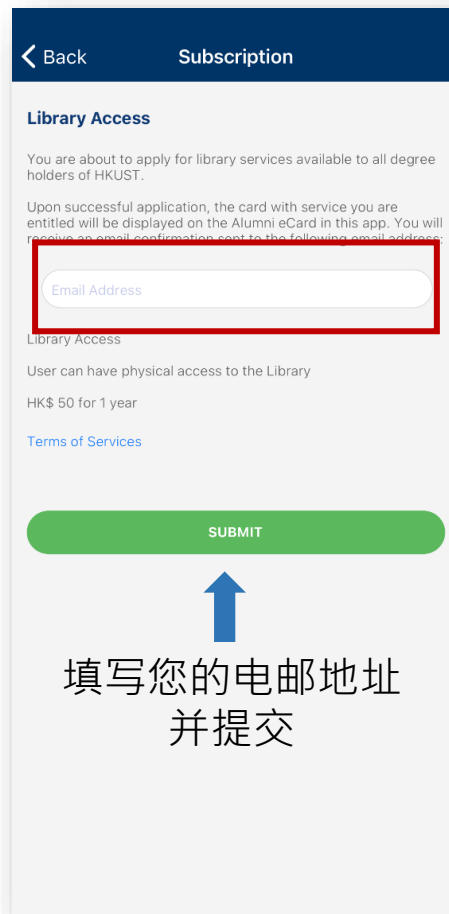 Back
Subscription
Library Access
You are about to apply for library services available to all degree
holders of HKUST.
Upon successful application, the card with service you are
entitled will be displayed on the Alumni eCard in this app. You will
receive an email confirmation sent to the following email address:
Email Address
Library Access
User can have physical access to the Library
HK$ 50 for 1 year
Terms of Services
SUBMIT
填写您的电邮地址
并提交